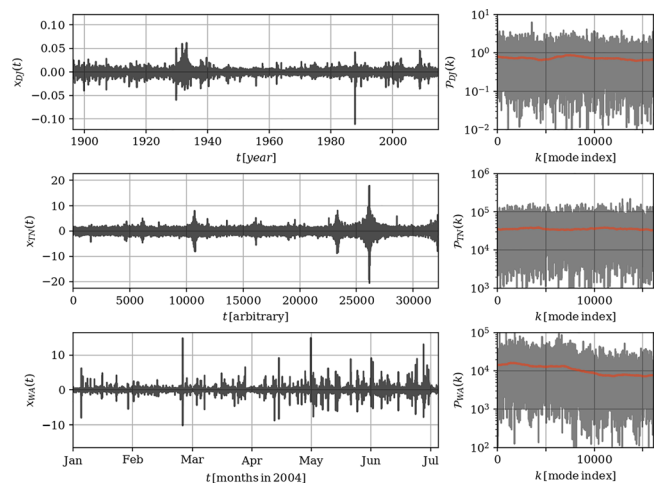 0.10
0.05
0.00
−0.05
−0.10
x_DJ(t)
1900 1920 1940 1960 1980 2000
t [year]
10^1
10^0
10^−1
10^−2
P_DJ(k)
0 10000
k [mode index]
20
10
0
−10
−20
x_TN(t)
0 5000 10000 15000 20000 25000 30000
t [arbitrary]
10^6
10^5
10^4
10^3
P_TN(k)
0 10000
k [mode index]
10
0
−10
x_WA(t)
Jan Feb Mar Apr May Jun Jul
t [months in 2004]
10^5
10^4
10^3
10^2
P_WA(k)
0 10000
k [mode index]